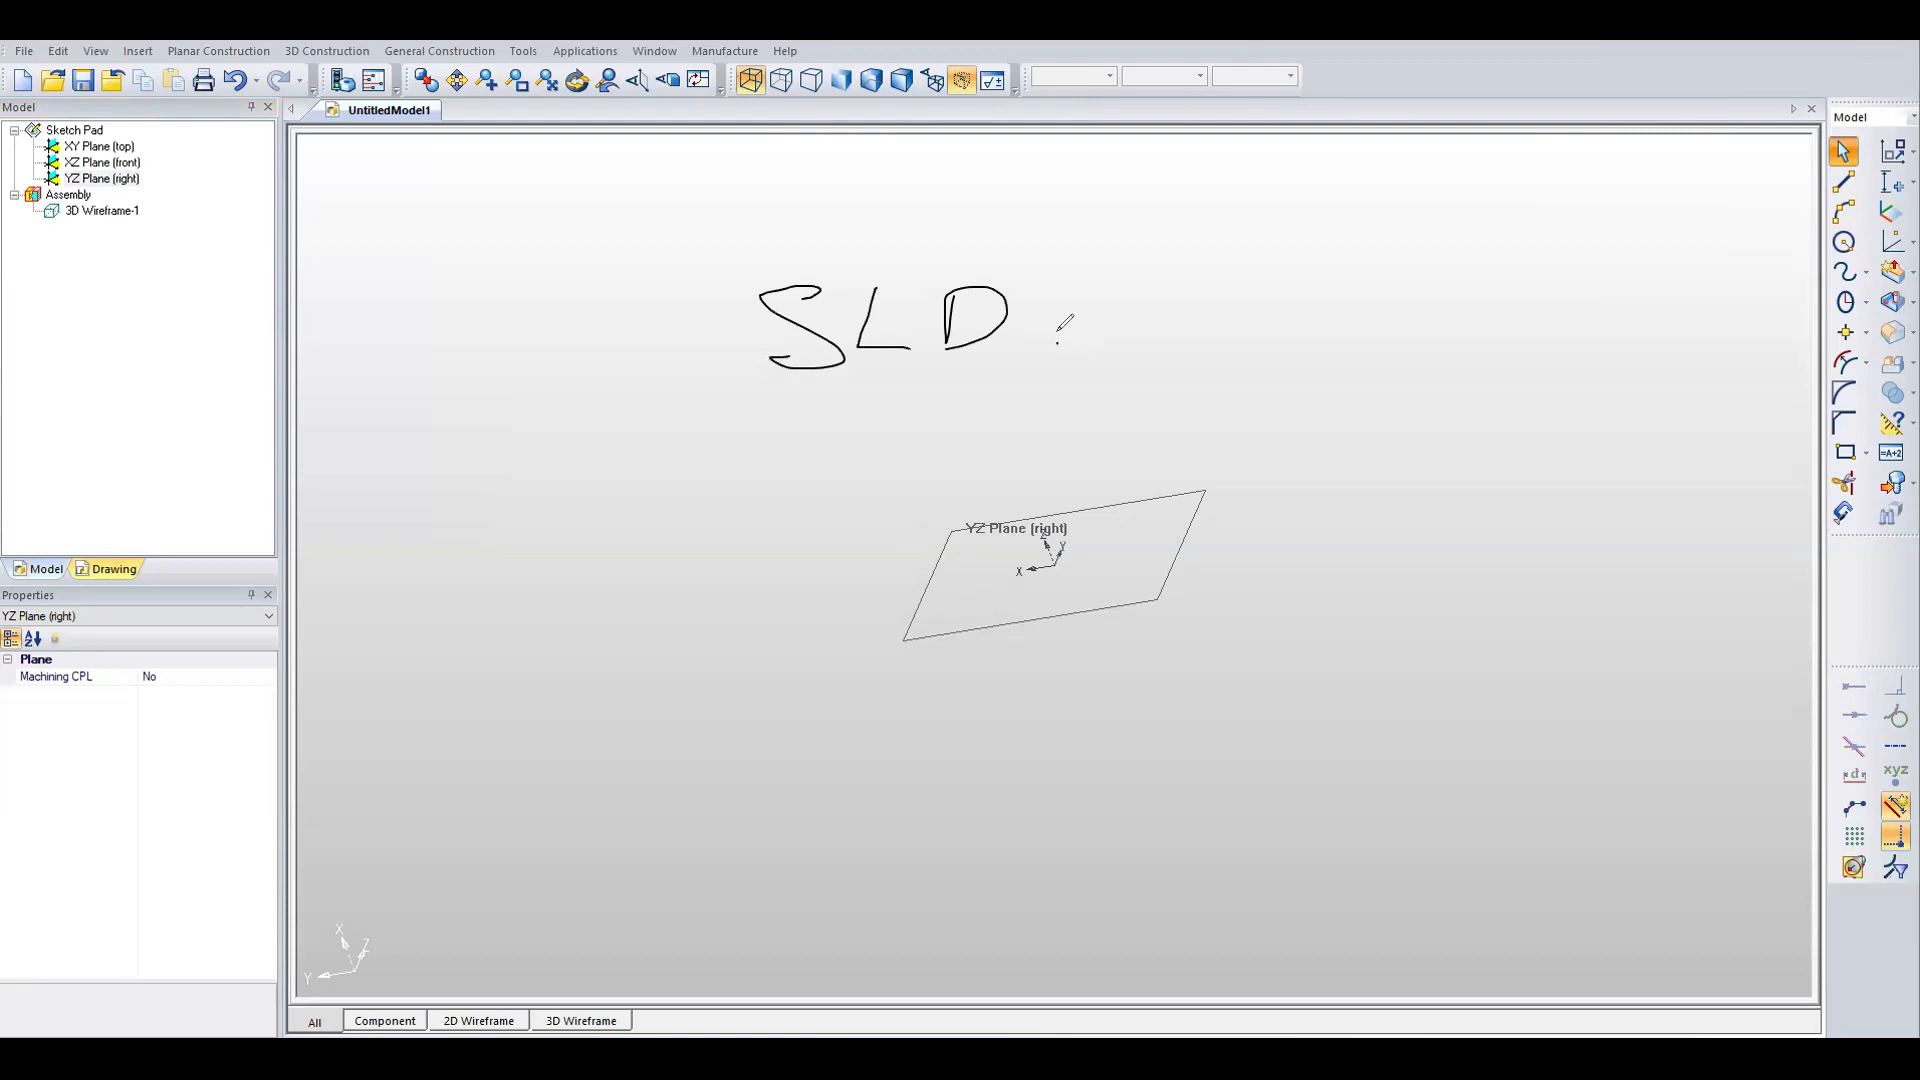 File Edit View Insert Planar Construction 3D Construction General Construction Tools Applications Window Manufacture Help
Model
UntitledModel1
Model
Sketch Pad
XY Plane (top)
XZ Plane (front)
YZ Plane (right)
Assembly
3D Wireframe-1
SLD.
YZ Plane (right)
Z
Y
X
=A+2
Model Drawing
Properties
YZ Plane (right)
Plane
Machining CPL No
xyz
X
Z
Y
All Component 2D Wireframe 3D Wireframe